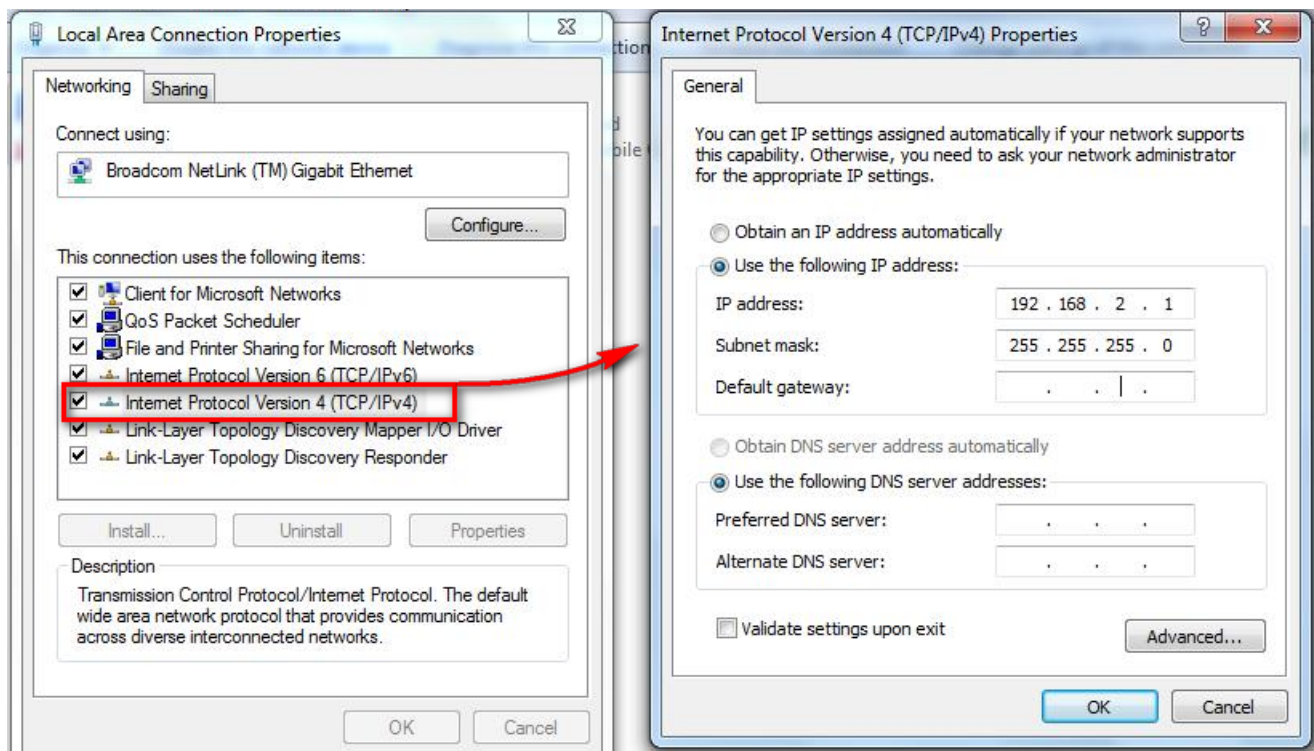 Local Area Connection Properties
Networking
Sharing
Connect using:
Broadcom NetLink (TM) Gigabit Ethernet
Configure...
This connection uses the following items:
Client for Microsoft Networks
QoS Packet Scheduler
File and Printer Sharing for Microsoft Networks
Internet Protocol Version 6 (TCP/IPv6)
Internet Protocol Version 4 (TCP/IPv4)
Link-Layer Topology Discovery Mapper I/O Driver
Link-Layer Topology Discovery Responder
Install...
Uninstall
Properties
Description
Transmission Control Protocol/Internet Protocol. The default
wide area network protocol that provides communication
across diverse interconnected networks.
OK
Cancel
Internet Protocol Version 4 (TCP/IPv4) Properties
General
You can get IP settings assigned automatically if your network supports
this capability. Otherwise, you need to ask your network administrator
for the appropriate IP settings.
Obtain an IP address automatically
Use the following IP address:
IP address: 192 . 168 . 2 . 1
Subnet mask: 255 . 255 . 255 . 0
Default gateway: . . .
Obtain DNS server address automatically
Use the following DNS server addresses:
Preferred DNS server: . . .
Alternate DNS server: . . .
Validate settings upon exit
Advanced...
OK
Cancel